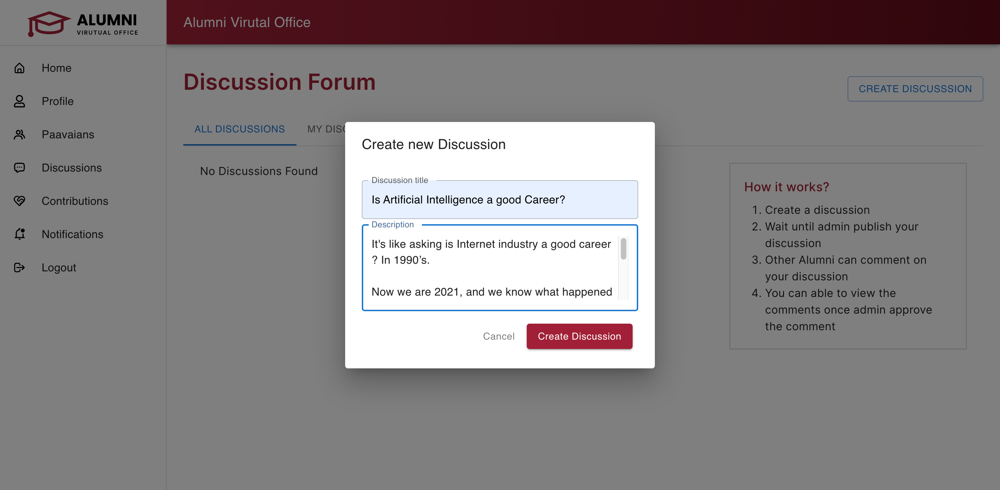 ALUMNI
VIRUTUAL OFFICE
Alumni Virutal Office
Home
Profile
Paavaians
Discussions
Contributions
Notifications
Logout
Discussion Forum
CREATE DISCUSSSION
ALL DISCUSSIONS
MY DISC
No Discussions Found
Create new Discussion
Discussion title
Is Artificial Intelligence a good Career?
Description
It's like asking is Internet industry a good career
? In 1990’s.
Now we are 2021, and we know what happened
Cancel
Create Discussion
How it works?
1. Create a discussion
2. Wait until admin publish your
discussion
3. Other Alumni can comment on
your discussion
4. You can able to view the
comments once admin approve
the comment